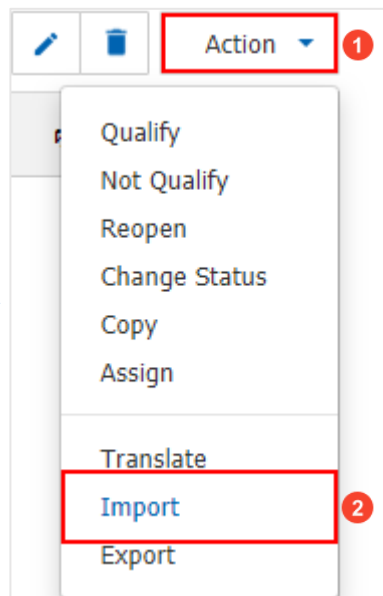 Action 1
Qualify
Not Qualify
Reopen
Change Status
Copy
Assign
Translate
Import 2
Export